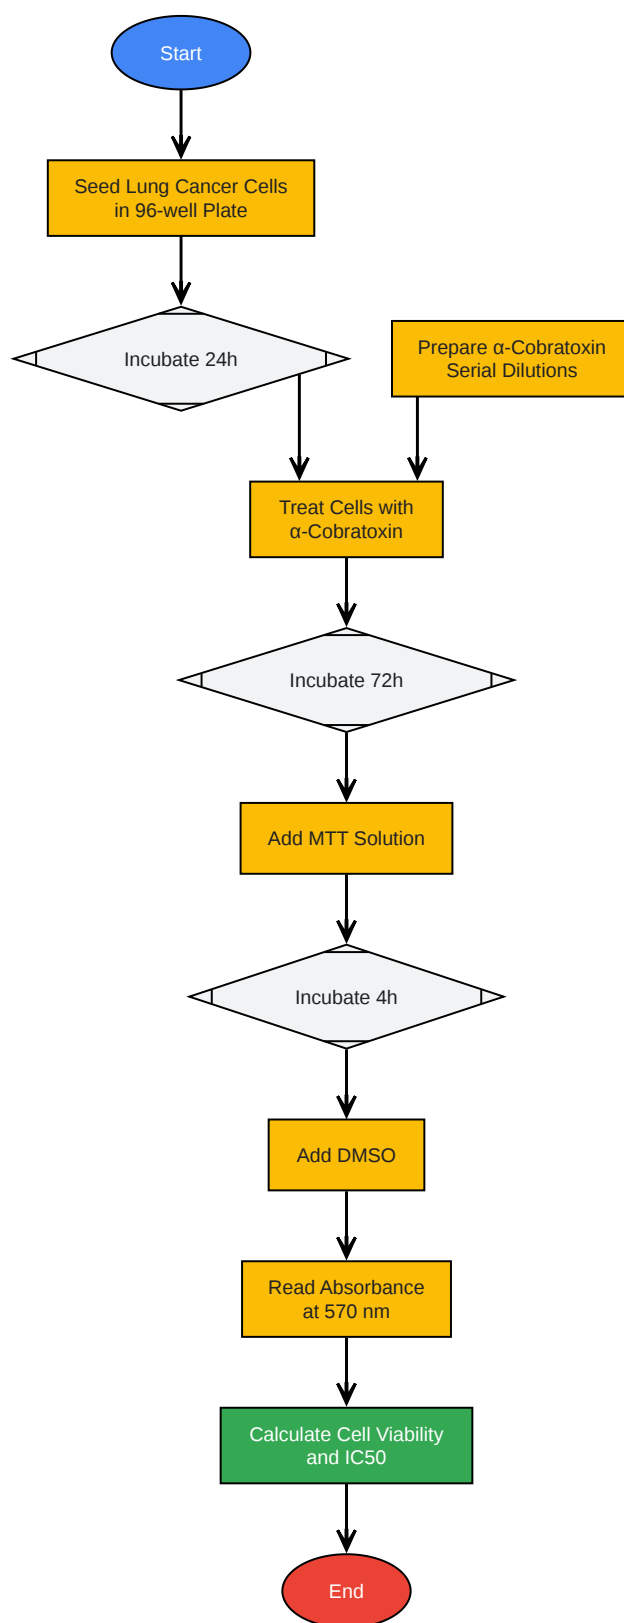 Start
Seed Lung Cancer Cells
in 96-well Plate
Incubate 24h
Prepare α-Cobratoxin
Serial Dilutions
Treat Cells with
α-Cobratoxin
Incubate 72h
Add MTT Solution
Incubate 4h
Add DMSO
Read Absorbance
at 570 nm
Calculate Cell Viability
and IC50
End